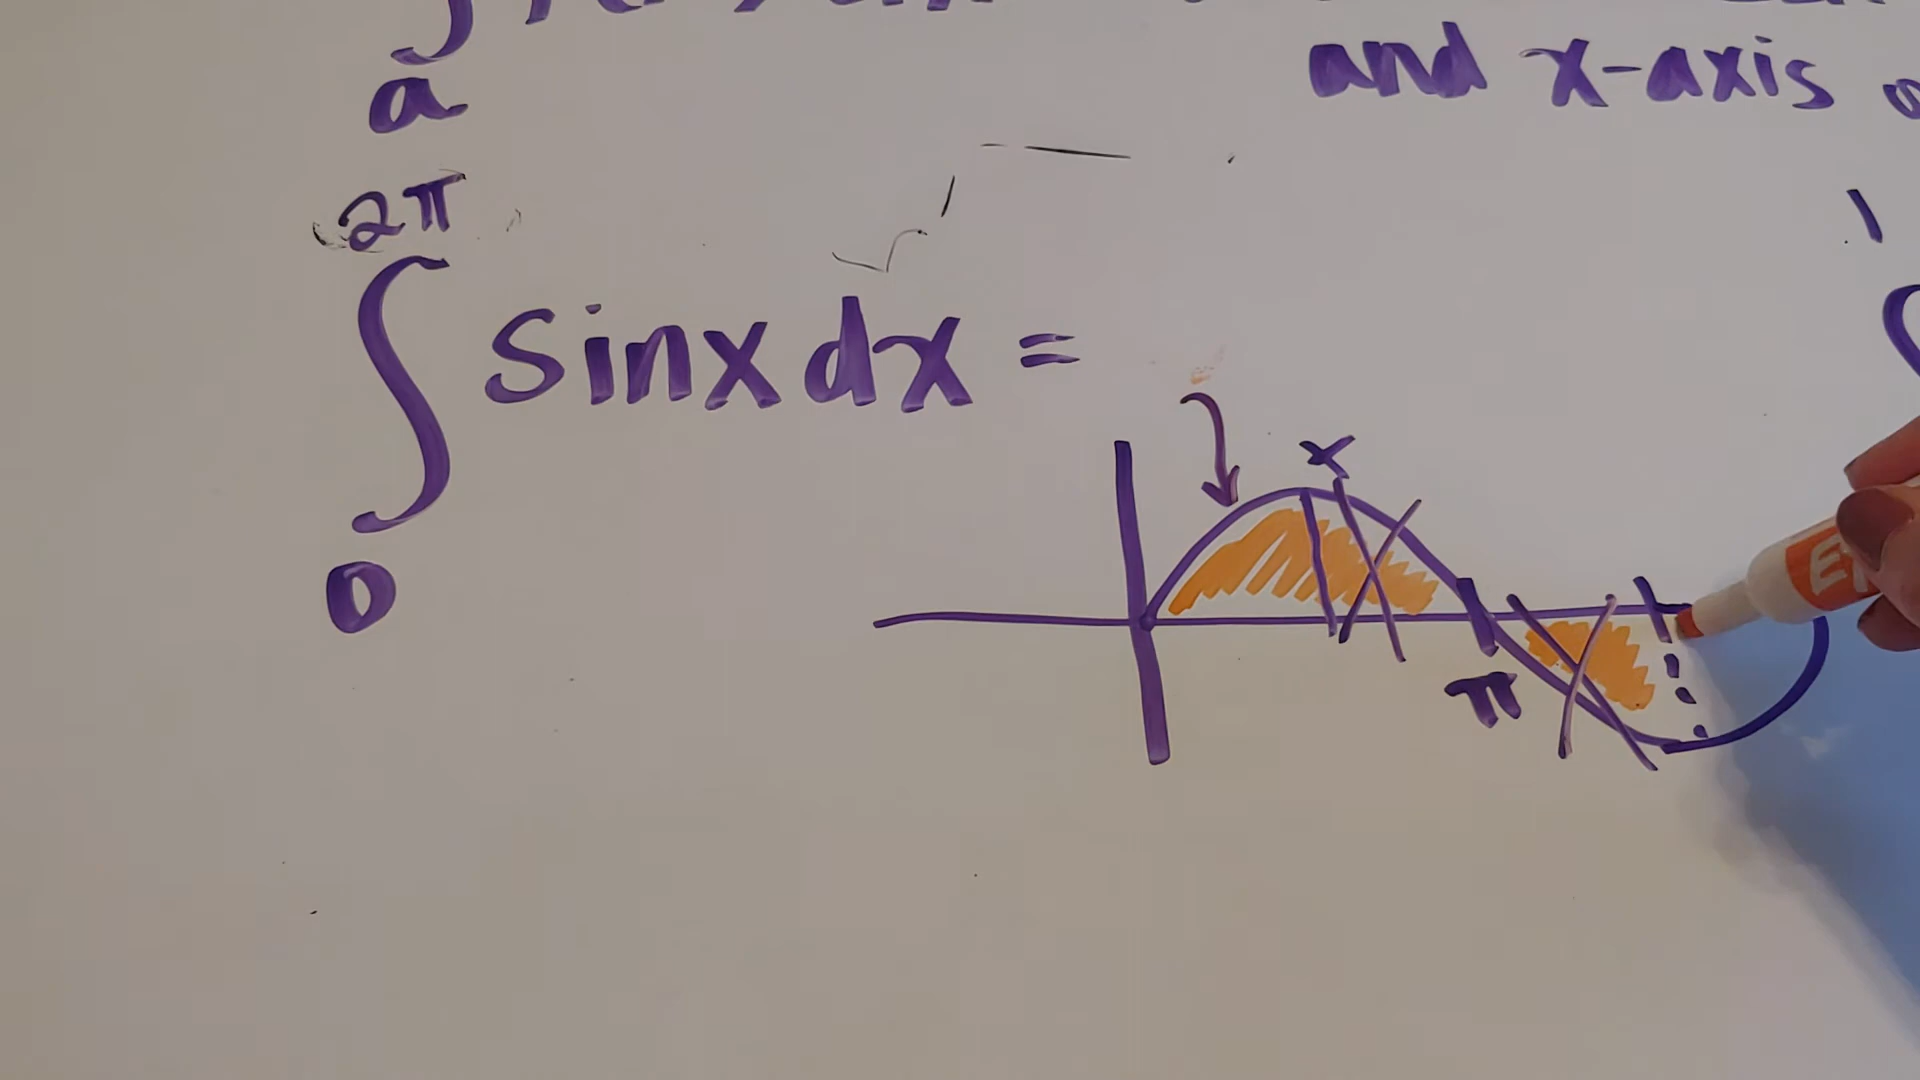 a
and x-axis
2π
∫ sinx dx =
0
x
π